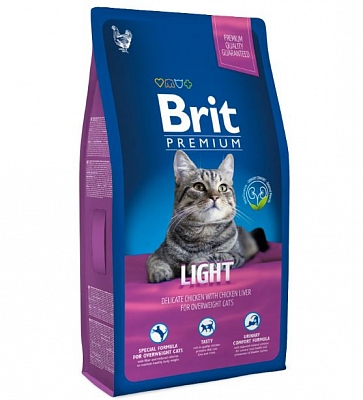 PREMIUM
QUALITY
GUARANTEED
Brit
PREMIUM
LIGHT
DELICATE CHICKEN WITH CHICKEN LIVER
FOR OVERWEIGHT CATS
SPECIAL FORMULA
FOR OVERWEIGHT CATS
TASTY
URINARY
COMFORT FORMULA